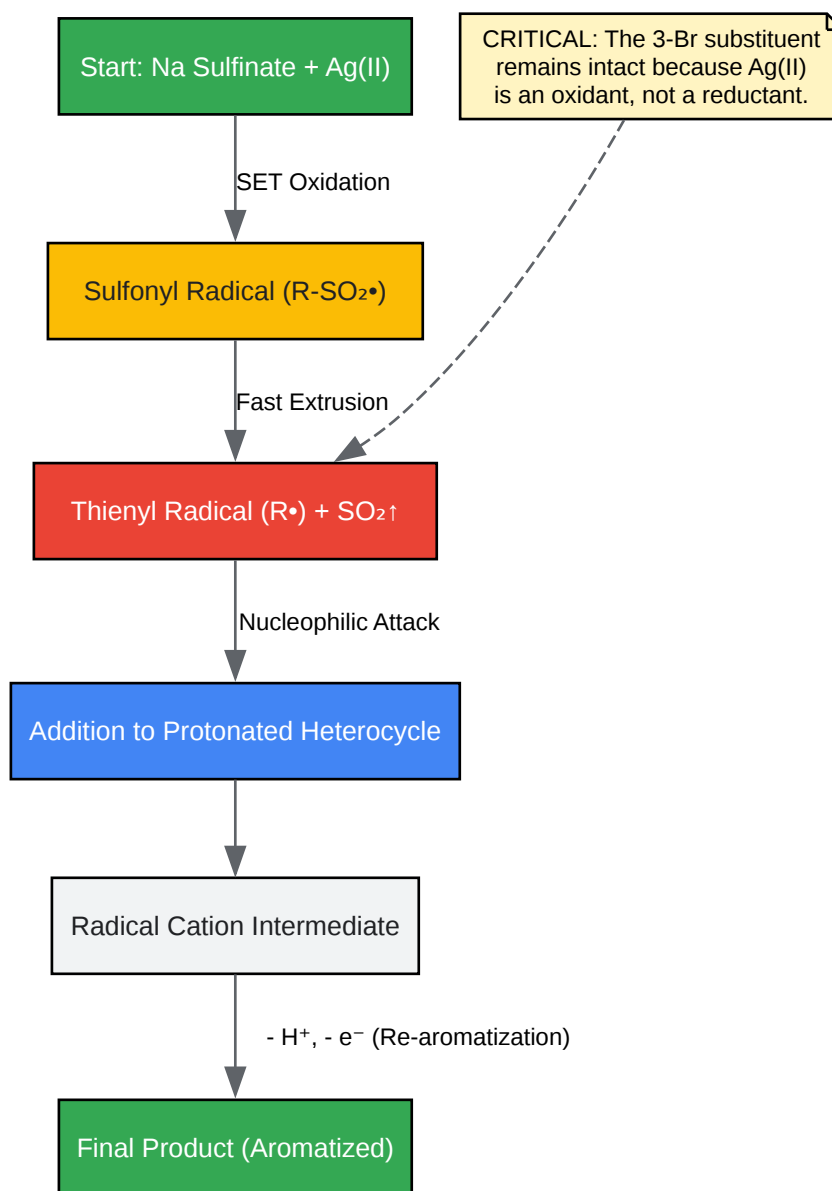 Start: Na Sulfinate + Ag(II)
CRITICAL: The 3-Br substituent
remains intact because Ag(II)
is an oxidant, not a reductant.
SET Oxidation
Sulfonyl Radical (R-SO₂•)
Fast Extrusion
Thienyl Radical (R•) + SO₂↑
Nucleophilic Attack
Addition to Protonated Heterocycle
Radical Cation Intermediate
- H⁺, - e⁻ (Re-aromatization)
Final Product (Aromatized)